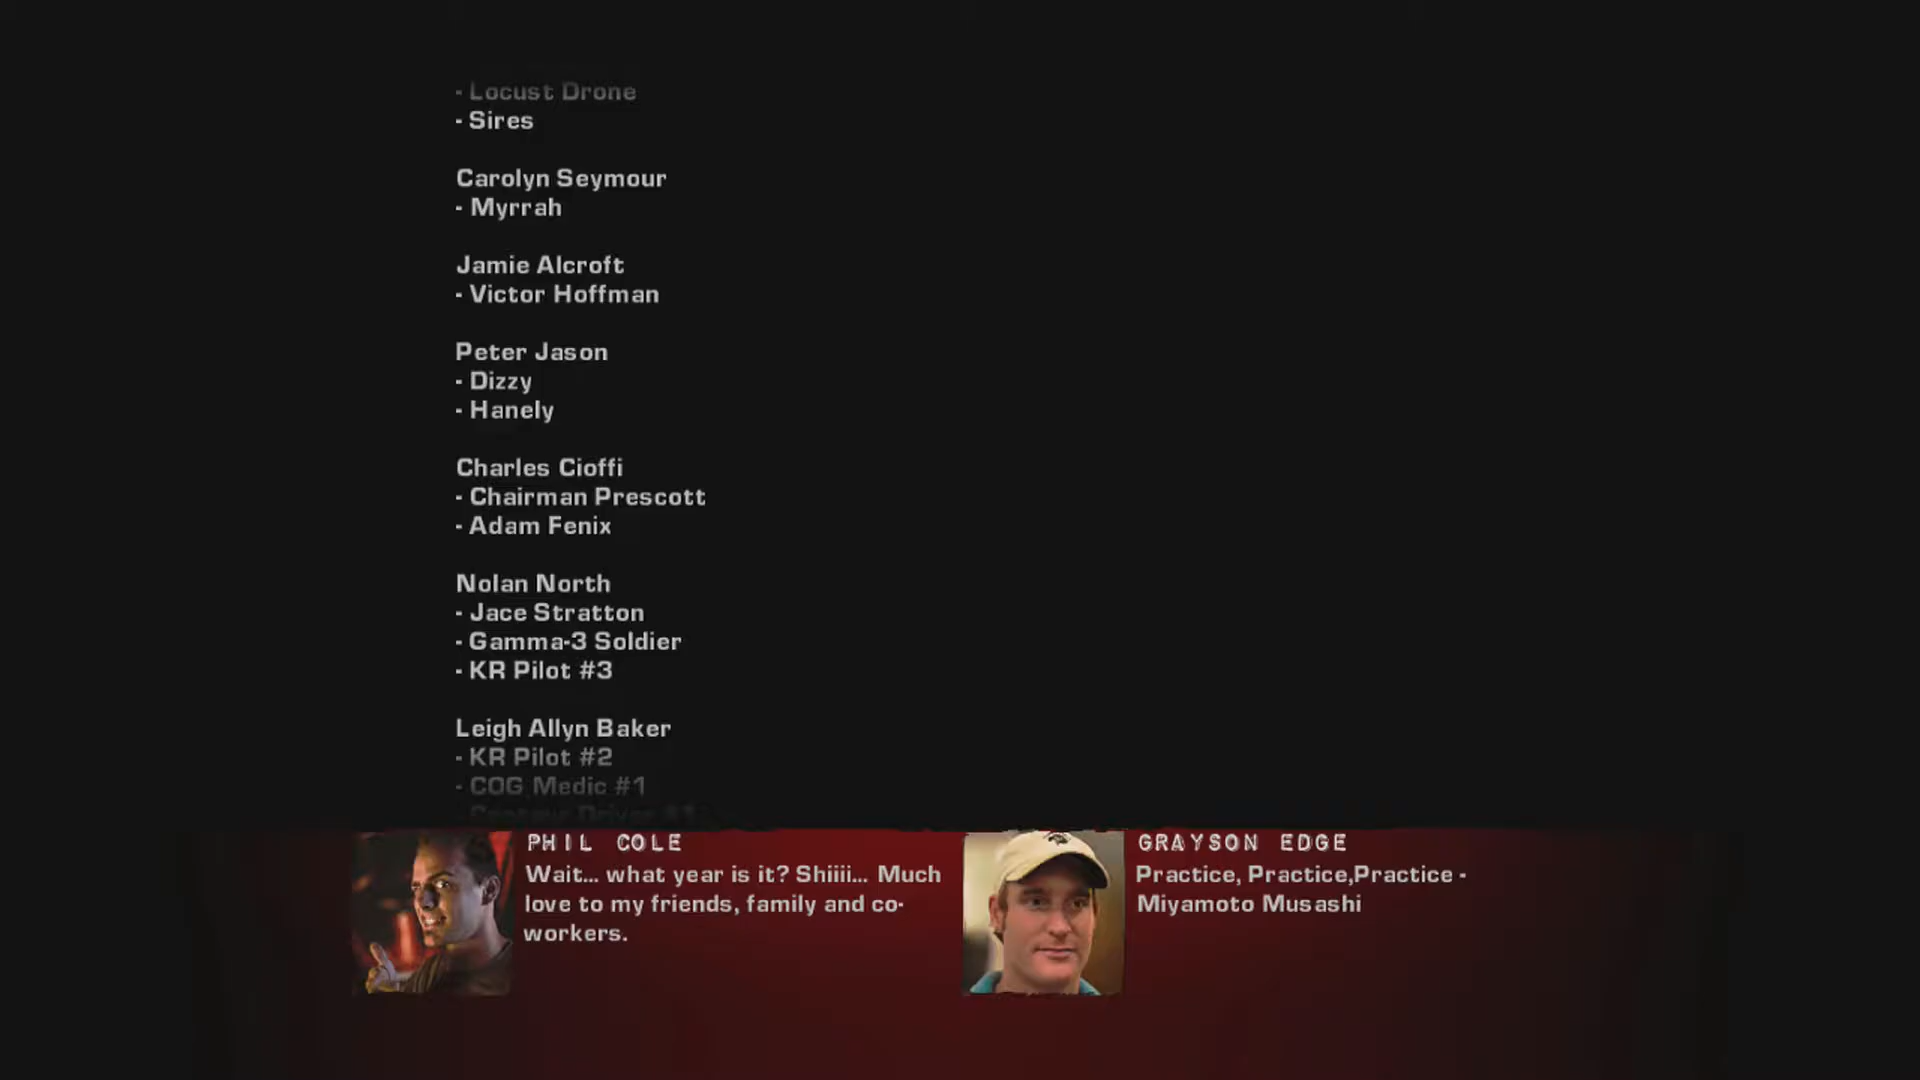 - Locust Drone
- Sires
Carolyn Seymour
- Myrrah
Jamie Alcroft
- Victor Hoffman
Peter Jason
- Dizzy
- Hanely
Charles Cioffi
- Chairman Prescott
- Adam Fenix
Nolan North
- Jace Stratton
- Gamma-3 Soldier
- KR Pilot #3
Leigh Allyn Baker
- KR Pilot #2
- COG Medic #1
- Centaur Driver #1
PHIL COLE
Wait... what year is it? Shiiii... Much
love to my friends, family and co-
workers.
GRAYSON EDGE
Practice, Practice,Practice -
Miyamoto Musashi